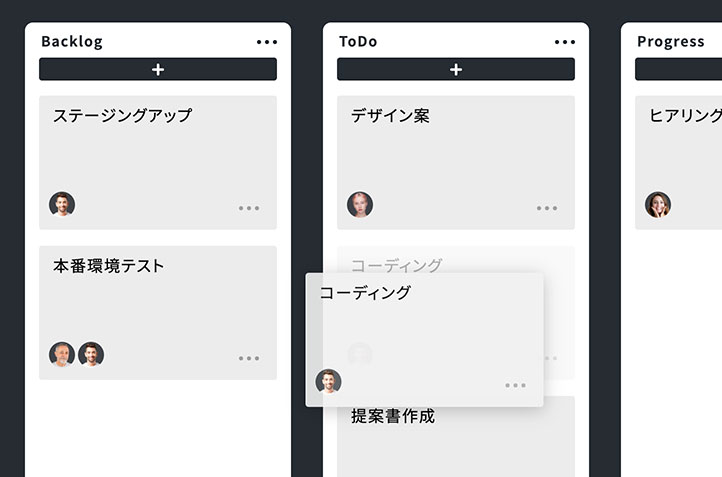 Backlog
ステージングアップ
本番環境テスト
ToDo
デザイン案
コーディング
コーディング
提案書作成
Progress
ヒアリング